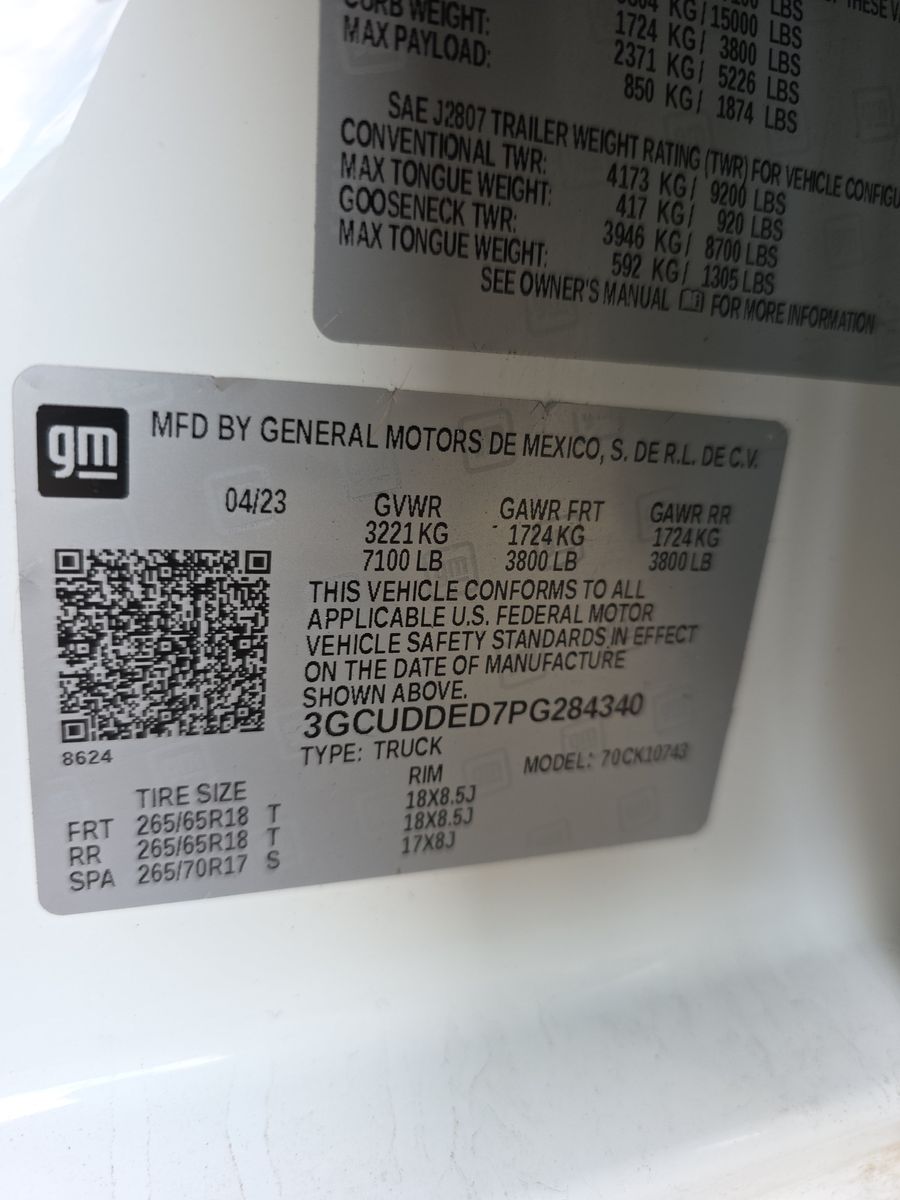 KG/15000 LBS
CURB WEIGHT: 1724 KG/ 3800 LBS
MAX PAYLOAD: 2371 KG/ 5226 LBS
850 KG/ 1874 LBS
SAE J2807 TRAILER WEIGHT RATING (TWR) FOR VEHICLE
CONVENTIONAL TWR: 4173 KG/ 9200 LBS
MAX TONGUE WEIGHT: 417 KG/ 920 LBS
GOOSENECK TWR: 3946 KG/ 8700 LBS
MAX TONGUE WEIGHT: 592 KG/ 1305 LBS
SEE OWNER'S MANUAL FOR MORE INFORMATION
gm
MFD BY GENERAL MOTORS DE MEXICO, S. DE R.L. DE C.V.
04/23 GVWR GAWR FRT GAWR RR
3221 KG 1724 KG 1724 KG
7100 LB 3800 LB 3800 LB
THIS VEHICLE CONFORMS TO ALL
APPLICABLE U.S. FEDERAL MOTOR
VEHICLE SAFETY STANDARDS IN EFFECT
ON THE DATE OF MANUFACTURE
SHOWN ABOVE.
3GCUDDED7PG284340
8624
TYPE: TRUCK MODEL: 70CK10743
TIRE SIZE RIM
FRT 265/65R18 T 18X8.5J
RR 265/65R18 T 18X8.5J
SPA 265/70R17 S 17X8J